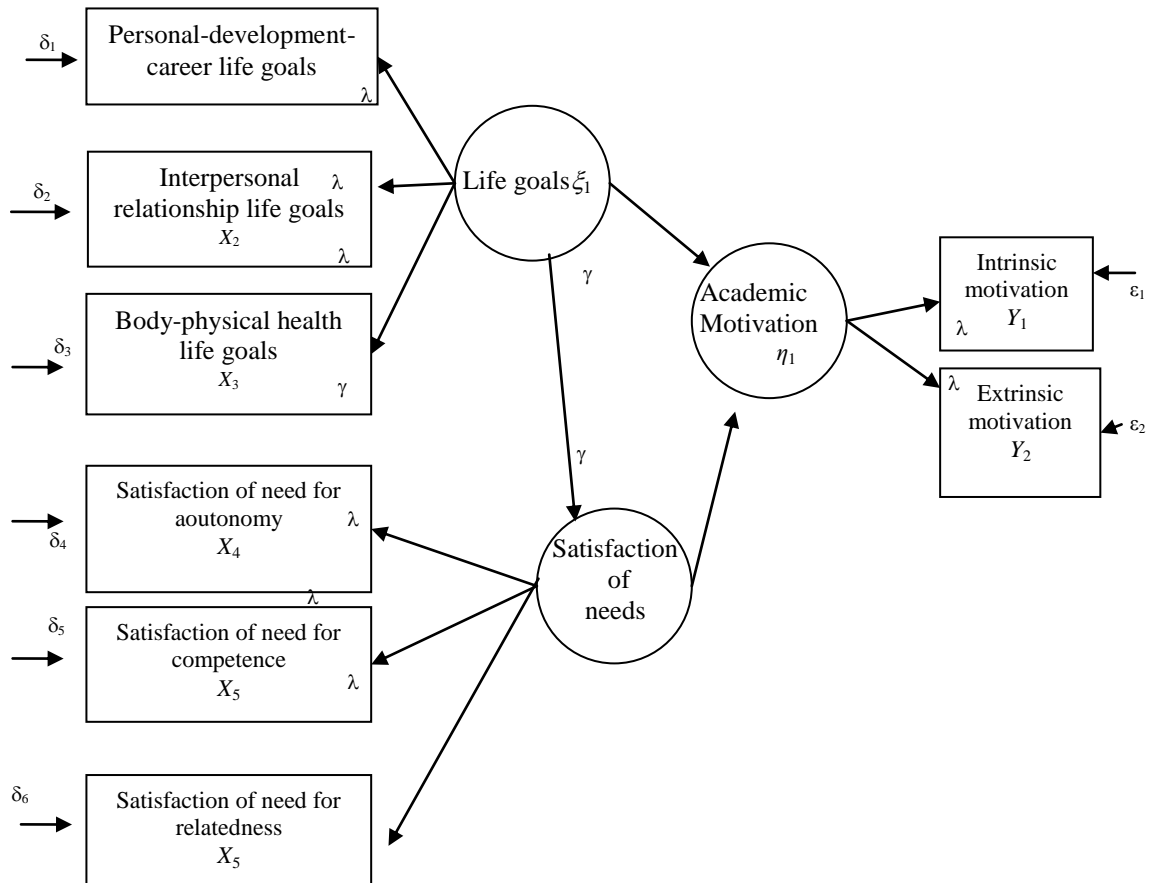 δ1
Personal-development-
career life goals
λ
δ2
Interpersonal
relationship life goals
X2
λ
λ
δ3
Body-physical health
life goals
X3
γ
Life goals ξ1
γ
γ
Academic
Motivation
η1
Intrinsic
motivation
Y1
λ
ε1
λ
Extrinsic
motivation
Y2
ε2
δ4
Satisfaction of need for
aoutonomy
X4
λ
λ
δ5
Satisfaction of need for
competence
X5
λ
Satisfaction
of
needs
δ6
Satisfaction of need for
relatedness
X5